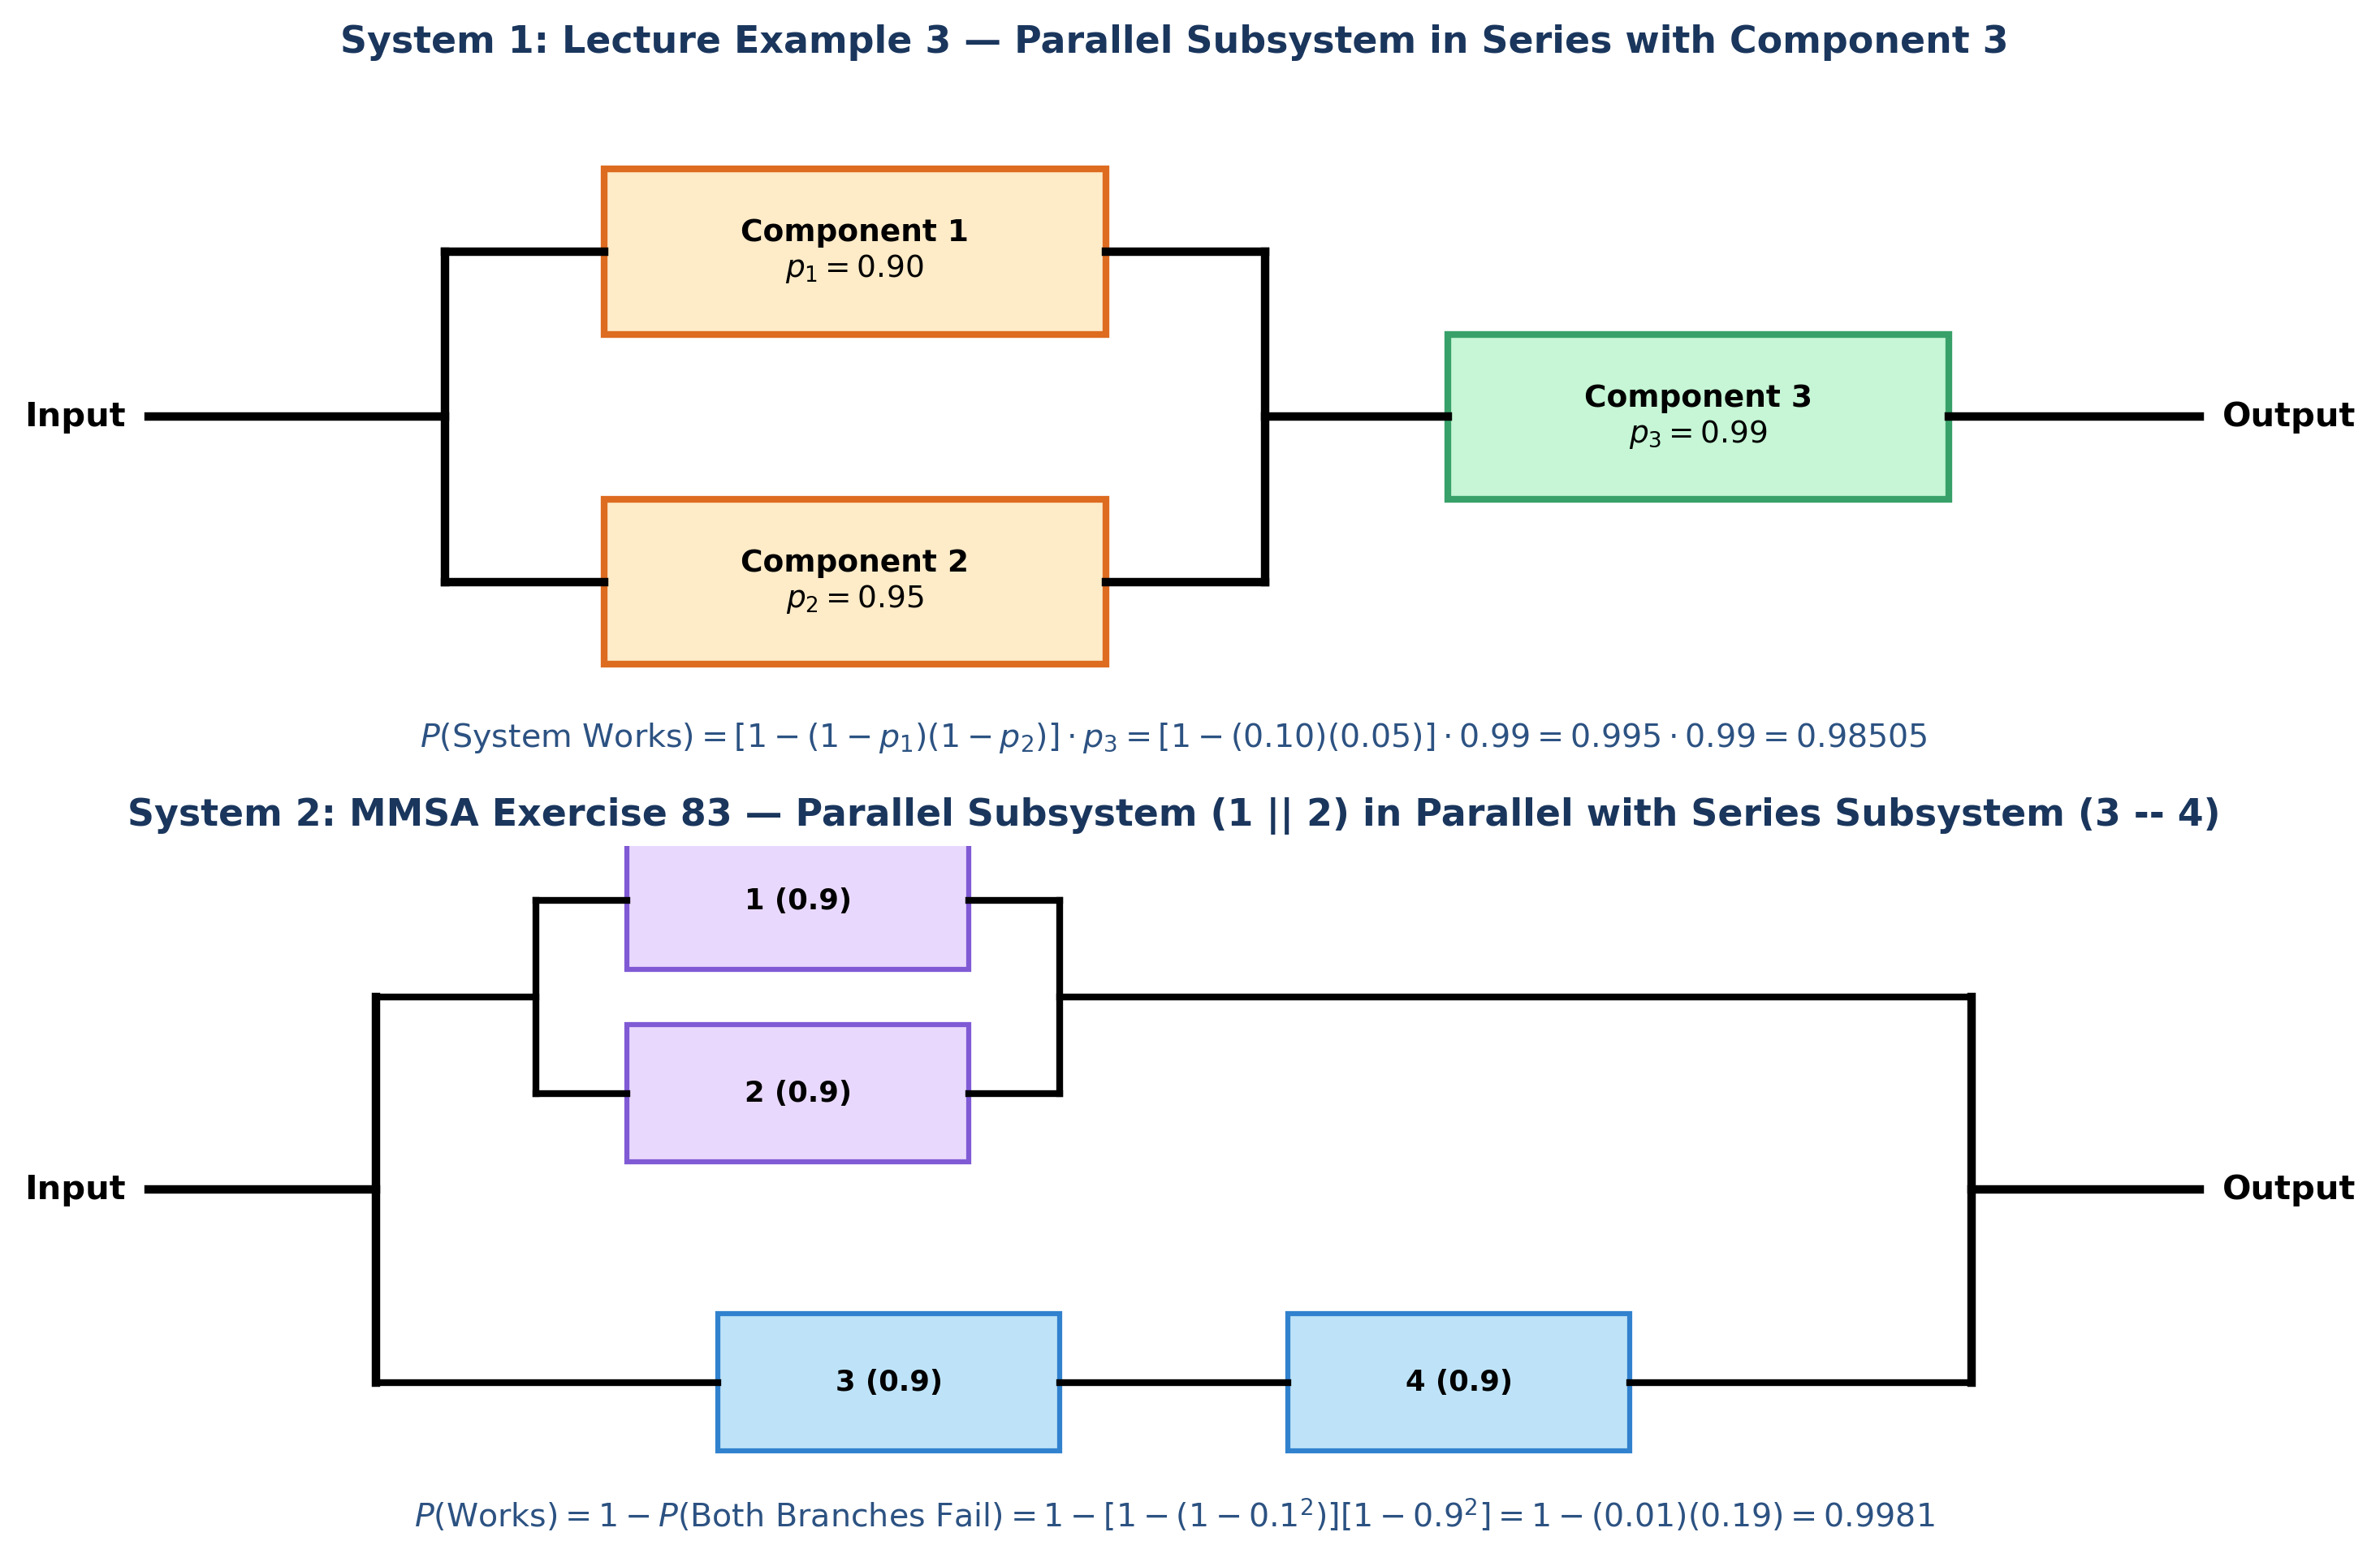 System 1: Lecture Example 3 — Parallel Subsystem in Series with Component 3
Component 1
p₁ = 0.90
Component 3
p₃ = 0.99
Input
Output
Component 2
p₂ = 0.95
P(System Works) = [1 − (1 − p₁)(1 − p₂)] · p₃ = [1 − (0.10)(0.05)] · 0.99 = 0.995 · 0.99 = 0.98505
System 2: MMSA Exercise 83 — Parallel Subsystem (1 || 2) in Parallel with Series Subsystem (3 -- 4)
1 (0.9)
2 (0.9)
Input
Output
3 (0.9)
4 (0.9)
P(Works) = 1 − P(Both Branches Fail) = 1 − [1 − (1 − 0.1²)][1 − 0.9²] = 1 − (0.01)(0.19) = 0.9981